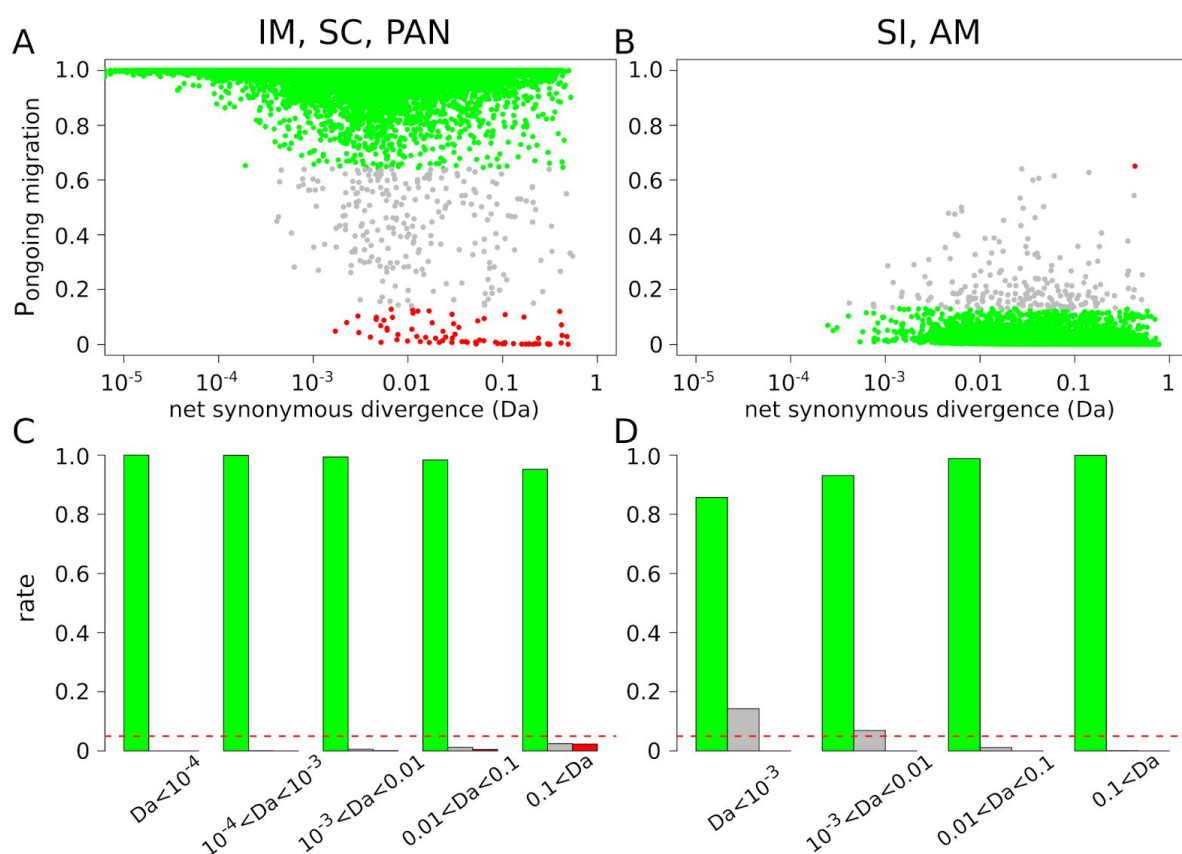 A
IM, SC, PAN
B
SI, AM
1.0
0.8
0.6
0.4
0.2
0
P ongoing migration
10-5
10-4
10-3
0.01
0.1
1
net synonymous divergence (Da)
1.0
0.8
0.6
0.4
0.2
0
10-5
10-4
10-3
0.01
0.1
1
net synonymous divergence (Da)
C
1.0
0.8
0.6
0.4
0.2
0
rate
Da<10-4
10-4<Da<10-3
10-3<Da<0.01
0.01<Da<0.1
0.1<Da
D
1.0
0.8
0.6
0.4
0.2
0
Da<10-3
10-3<Da<0.01
0.01<Da<0.1
0.1<Da